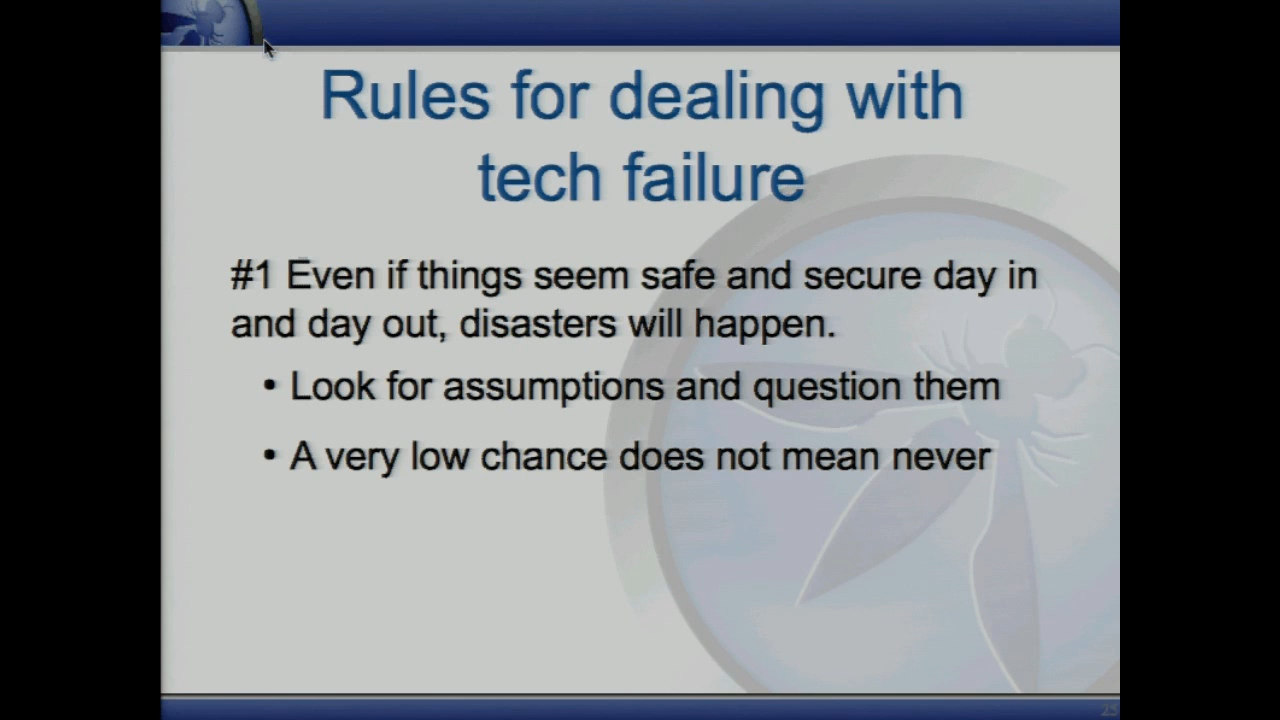 Rules for dealing with
tech failure
#1 Even if things seem safe and secure day in
and day out, disasters will happen.
• Look for assumptions and question them
• A very low chance does not mean never
25